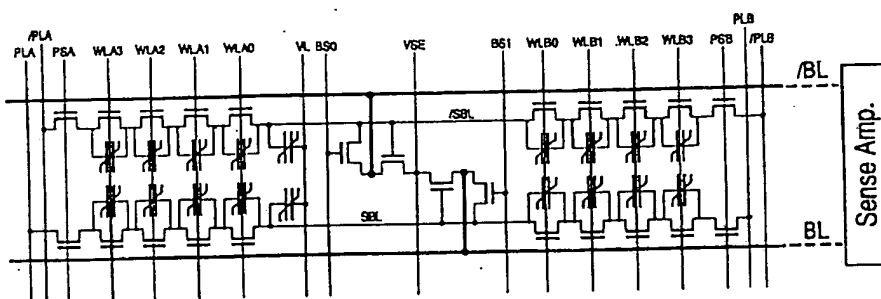 /PLA
PLA PSA WLA3 WLA2 WLA1 WLA0 VL BS0 VSE BS1 WLB0 WLB1 WLB2 WLB3 PSB /PLB
PLB
/BL
/SBL
SBL
BL
Sense Amp.